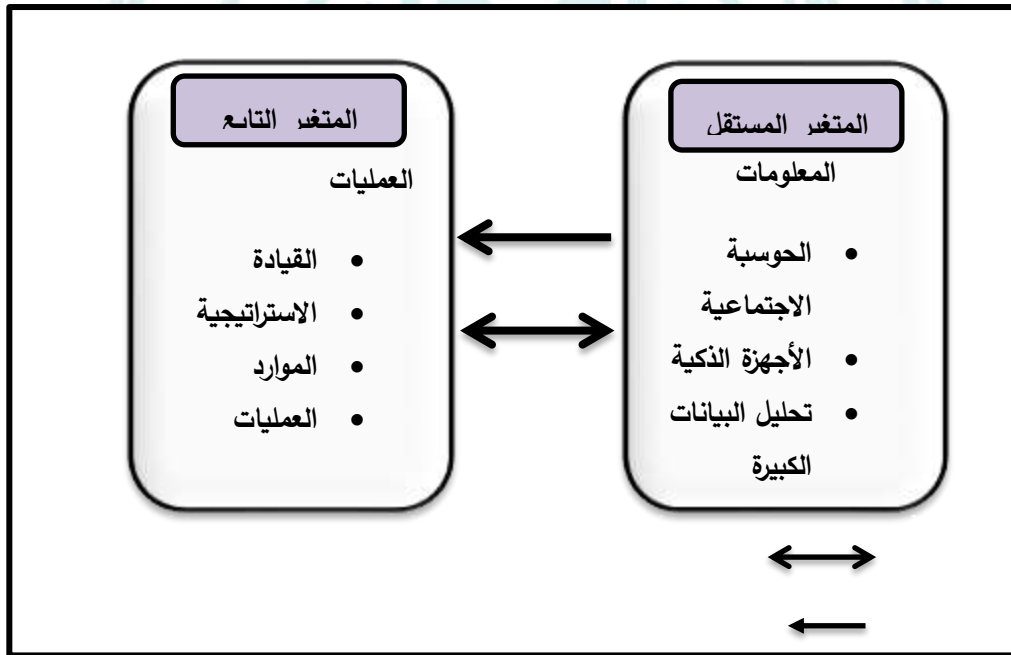 المتغير المستقل
المعلومات
• الحوسبة
الاجتماعية
• الأجهزة الذكية
• تحليل البيانات
الكبيرة
المتغير التابع
العمليات
• القيادة
• الاستراتيجية
• الموارد
• العمليات